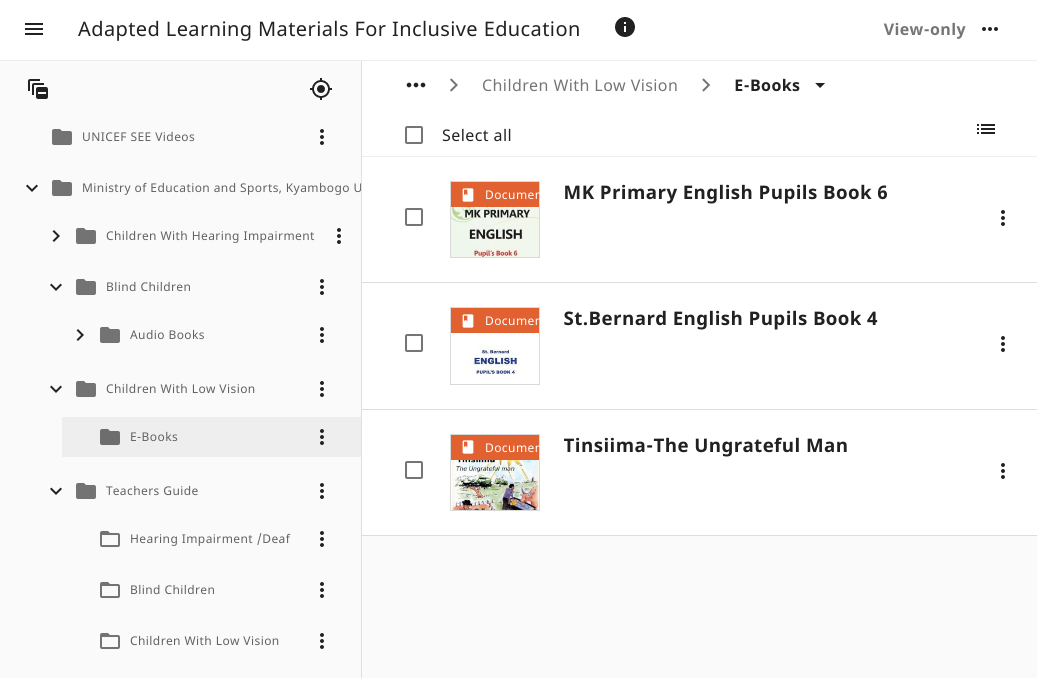 Adapted Learning Materials For Inclusive Education
View-only
UNICEF SEE Videos
Ministry of Education and Sports, Kyambogo U
Children With Hearing Impairment
Blind Children
Audio Books
Children With Low Vision
E-Books
Teachers Guide
Hearing Impairment /Deaf
Blind Children
Children With Low Vision
Children With Low Vision
E-Books
Select all
Documen
MK PRIMARY
ENGLISH
Pupil's Book 6
MK Primary English Pupils Book 6
Documen
St. Bernard
ENGLISH
PUPIL'S BOOK 4
St.Bernard English Pupils Book 4
Documen
Tinsiima
The Ungrateful man
Tinsiima-The Ungrateful Man